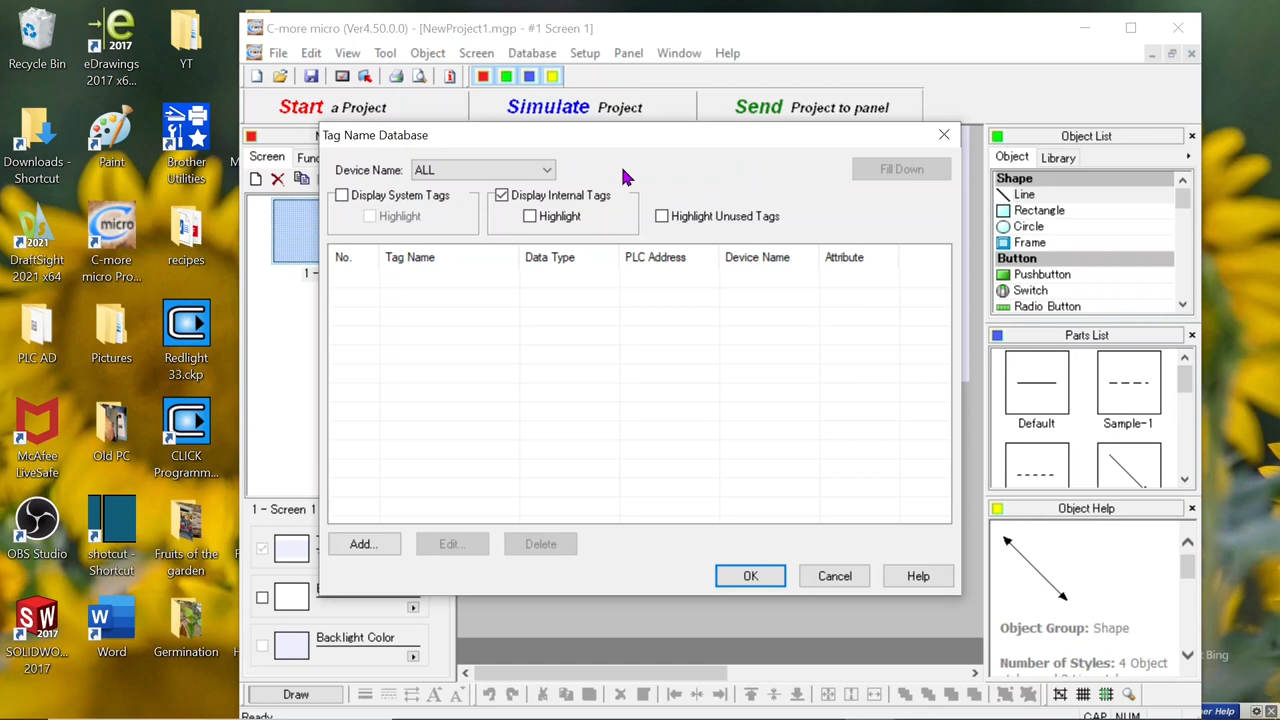 Recycle Bin
eDrawings
2017 x6...
YT
Downloads -
Shortcut
Paint
Brother
Utilities
DraftSight
2021 x64
C-more
micro Pro...
recipes
PLC AD
Pictures
Redlight
33.ckp
McAfee
LiveSafe
Old PC
CLICK
Programm...
OBS Studio
shotcut -
Shortcut
Fruits of the
garden
SOLIDWO...
2017
Word
Germination
C-more micro (Ver4.50.0.0) - [NewProject1.mgp - #1 Screen 1]
File Edit View Tool Object Screen Database Setup Panel Window Help
Start a Project Simulate Project Send Project to panel
Screen Func
1 -
1 - Screen 1
Backlight Color
Tag Name Database
Device Name: ALL Fill Down
Display System Tags Display Internal Tags
Highlight Highlight Highlight Unused Tags
No. Tag Name Data Type PLC Address Device Name Attribute
Add... Edit... Delete
OK Cancel Help
Object List
Object Library
Shape
Line
Rectangle
Circle
Frame
Button
Pushbutton
Switch
Radio Button
Parts List
Default Sample-1
Object Help
Object Group: Shape
Number of Styles: 4 Object
Draw
Ready
CAP NUM
Bing
er Help